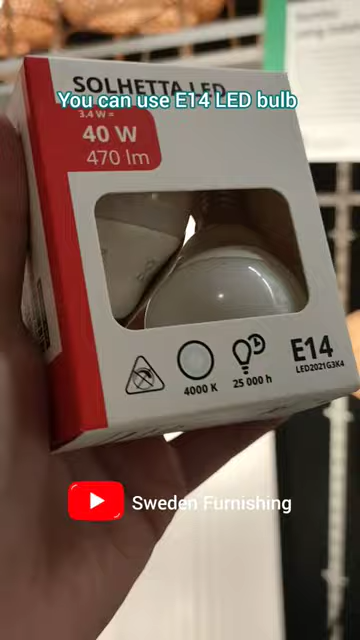 SOLHETTA LED
You can use E14 LED bulb
3.4 W =
40 W
470 lm
4000 K
25 000 h
E14
LED2021G3K4
Sweden Furnishing